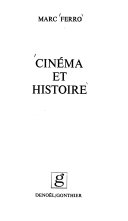 MARC FERRO
CINÉMA
ET
HISTOIRE
g
DENOËL/GONTHIER